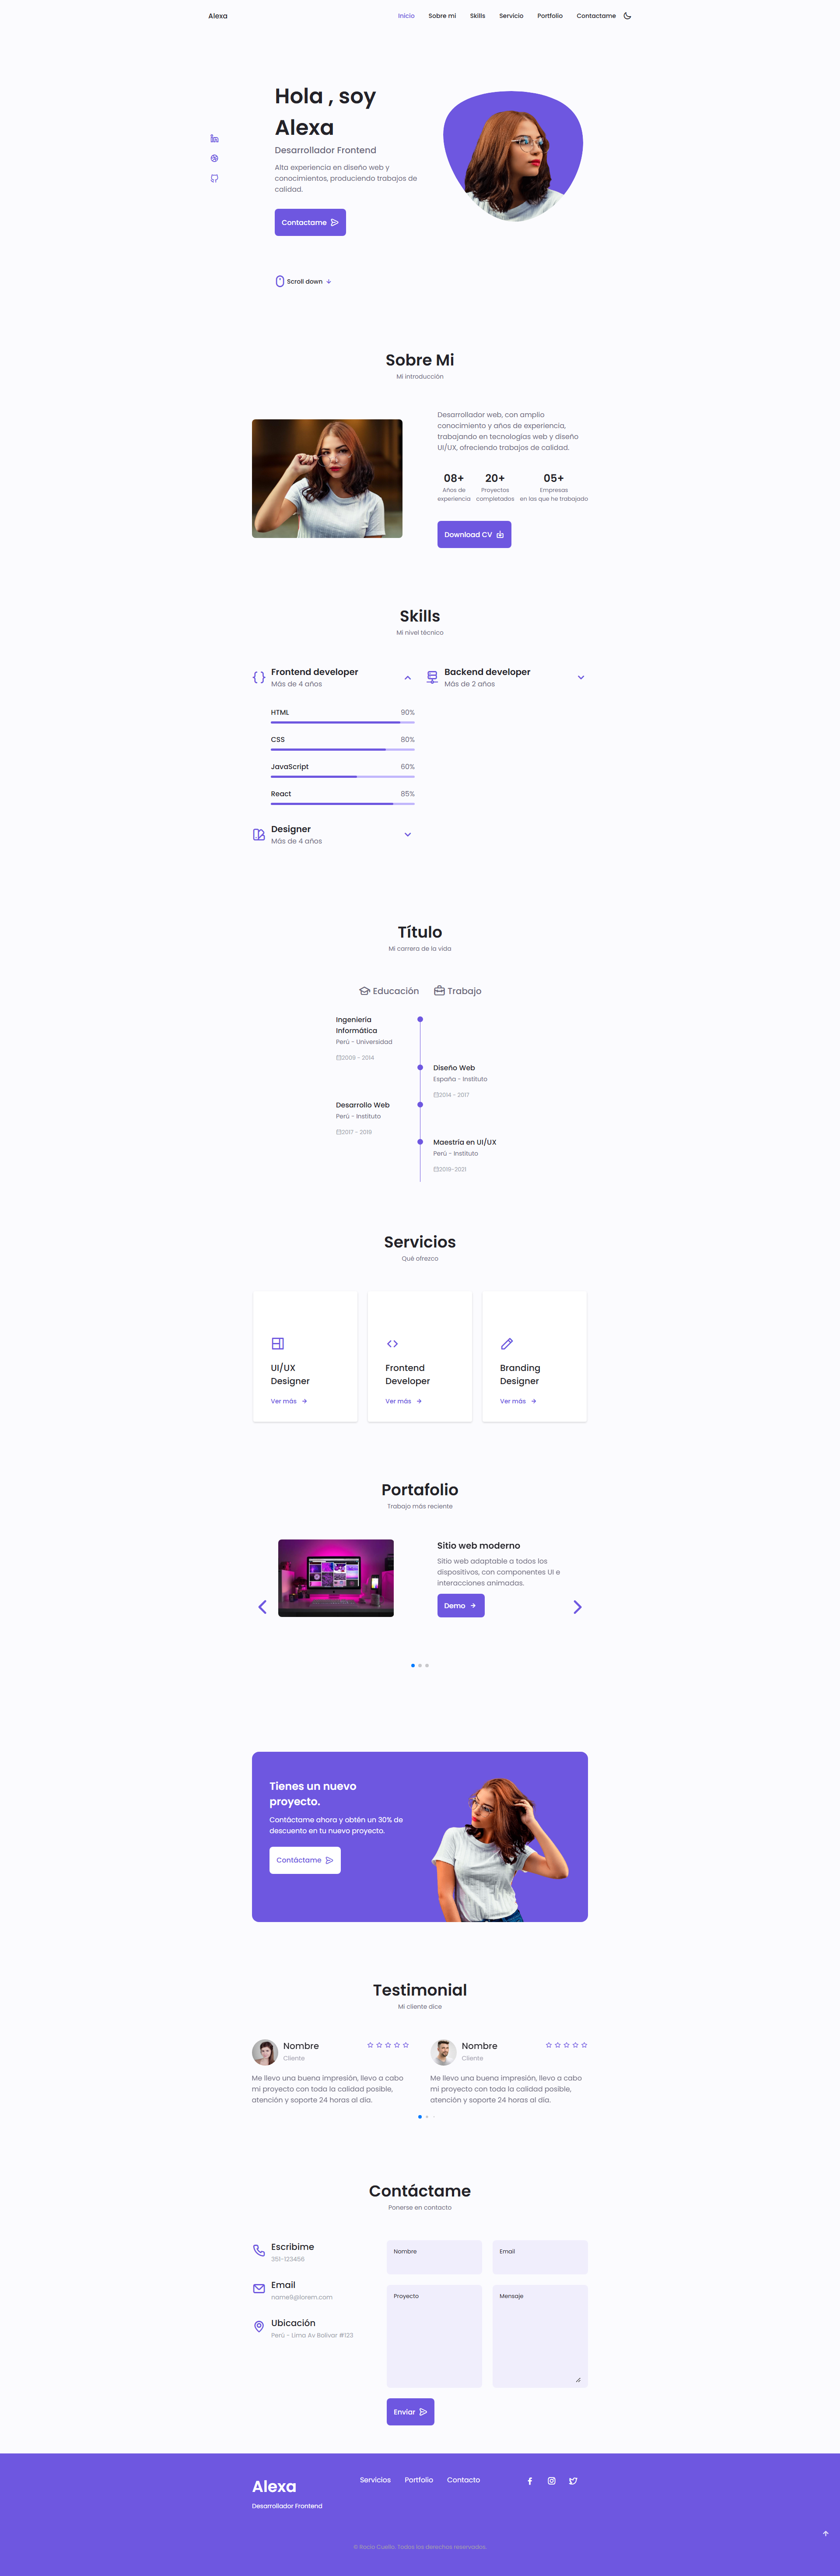 Alexa
Inicio
Sobre mi
Skills
Servicio
Portfolio
Contactame
Hola , soy
Alexa
Desarrollador Frontend
Alta experiencia en diseño web y
conocimientos, produciendo trabajos de
calidad.
Contactame
Scroll down
Sobre Mi
Mi introducción
Desarrollador web, con amplio
conocimiento y años de experiencia,
trabajando en tecnologías web y diseño
UI/UX, ofreciendo trabajos de calidad.
08+
Años de
experiencia
20+
Proyectos
completados
05+
Empresas
en las que he trabajado
Download CV
Skills
Mi nivel técnico
Frontend developer
Más de 4 años
HTML 90%
CSS 80%
JavaScript 60%
React 85%
Backend developer
Más de 2 años
Designer
Más de 4 años
Título
Mi carrera de la vida
Educación
Trabajo
Ingeniería
Informática
Perú - Universidad
2009 - 2014
Diseño Web
España - Instituto
2014 - 2017
Desarrollo Web
Perú - Instituto
2017 - 2019
Maestría en UI/UX
Perú - Instituto
2019-2021
Servicios
Qué ofrezco
UI/UX
Designer
Ver más
Frontend
Developer
Ver más
Branding
Designer
Ver más
Portafolio
Trabajo más reciente
Sitio web moderno
Sitio web adaptable a todos los
dispositivos, con componentes UI e
interacciones animadas.
Demo
Tienes un nuevo
proyecto.
Contáctame ahora y obtén un 30% de
descuento en tu nuevo proyecto.
Contáctame
Testimonial
Mi cliente dice
Nombre
Cliente
Me llevo una buena impresión, llevo a cabo
mi proyecto con toda la calidad posible,
atención y soporte 24 horas al día.
Nombre
Cliente
Me llevo una buena impresión, llevo a cabo
mi proyecto con toda la calidad posible,
atención y soporte 24 horas al día.
Contáctame
Ponerse en contacto
Escribime
351-123456
Email
name9@lorem.com
Ubicación
Perú - Lima Av Bolívar #123
Nombre
Email
Proyecto
Mensaje
Enviar
Alexa
Desarrollador Frontend
Servicios
Portfolio
Contacto
© Rocio Cuello. Todos los derechos reservados.